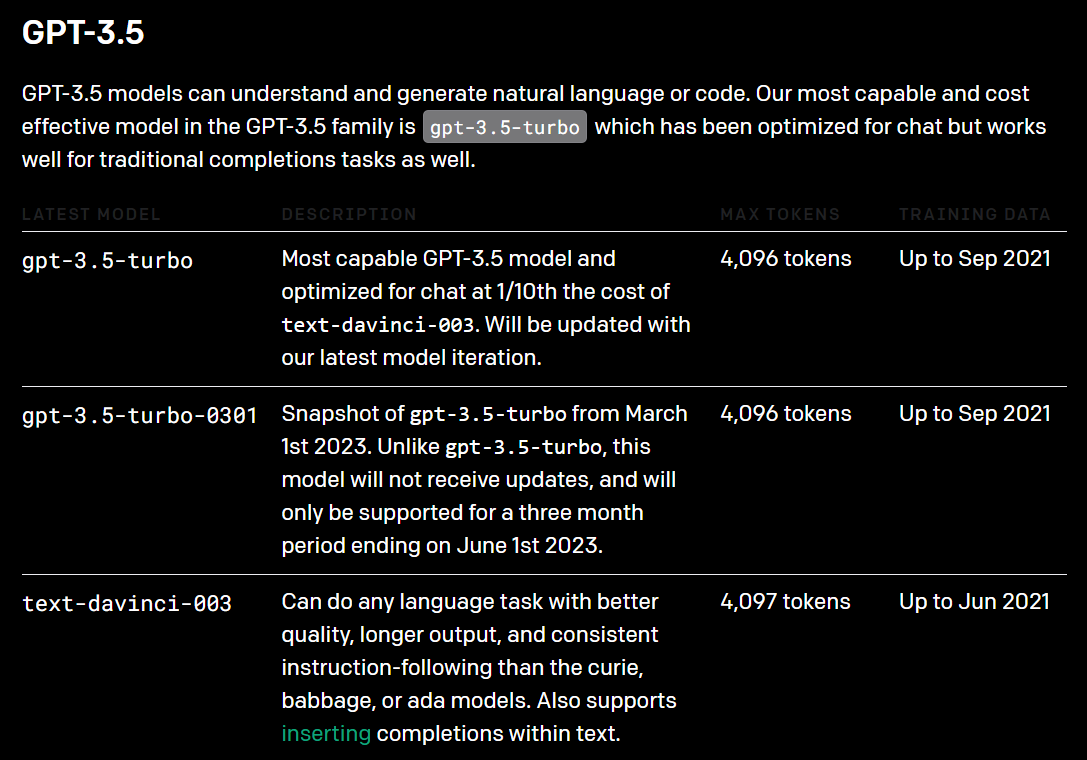 GPT-3.5
GPT-3.5 models can understand and generate natural language or code. Our most capable and cost
effective model in the GPT-3.5 family is gpt-3.5-turbo which has been optimized for chat but works
well for traditional completions tasks as well.
LATEST MODEL DESCRIPTION MAX TOKENS TRAINING DATA
gpt-3.5-turbo Most capable GPT-3.5 model and 4,096 tokens Up to Sep 2021
optimized for chat at 1/10th the cost of
text-davinci-003. Will be updated with
our latest model iteration.
gpt-3.5-turbo-0301 Snapshot of gpt-3.5-turbo from March 4,096 tokens Up to Sep 2021
1st 2023. Unlike gpt-3.5-turbo, this
model will not receive updates, and will
only be supported for a three month
period ending on June 1st 2023.
text-davinci-003 Can do any language task with better 4,097 tokens Up to Jun 2021
quality, longer output, and consistent
instruction-following than the curie,
babbage, or ada models. Also supports
inserting completions within text.